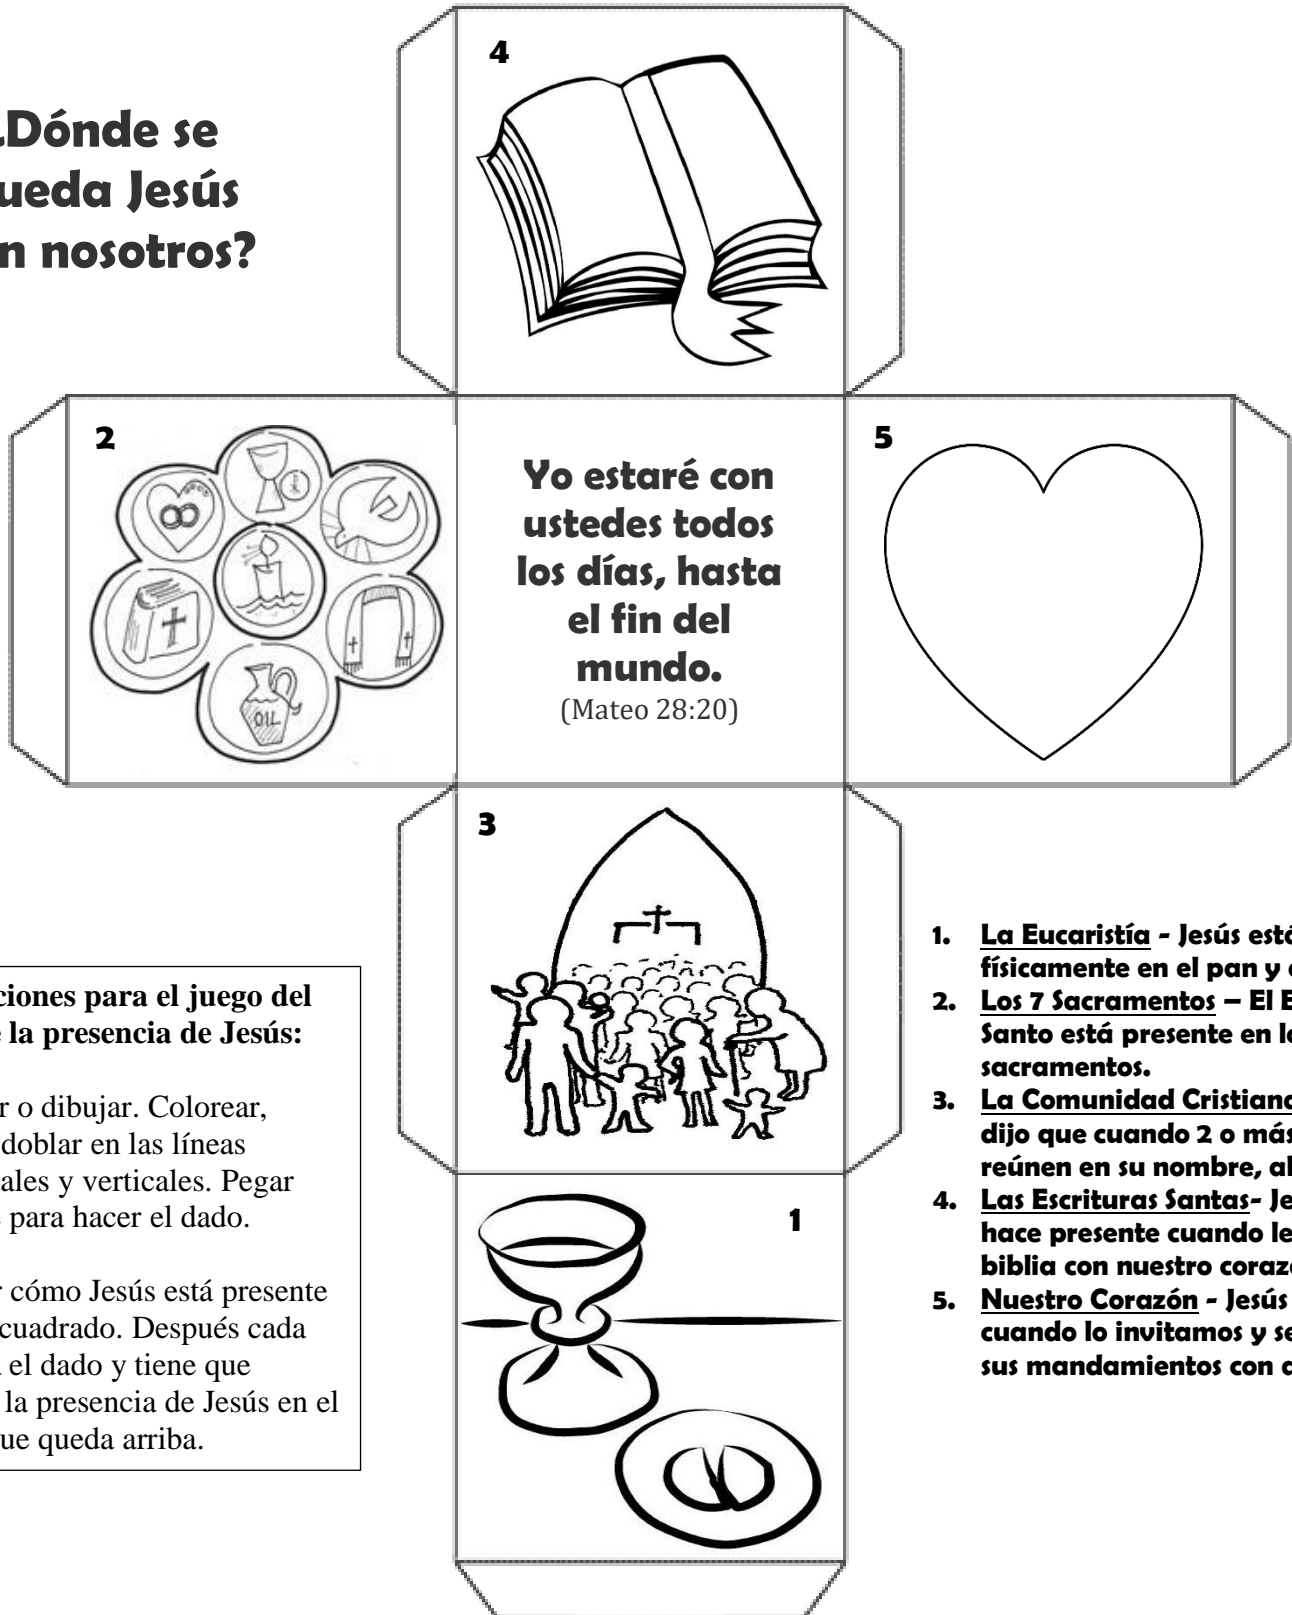 Dónde se
ueda Jesús
n nosotros?
4
2
Yo estaré con
ustedes todos
los días, hasta
el fin del
mundo.
(Mateo 28:20)
5
OIL
3
1
ciones para el juego del
la presencia de Jesús:
r o dibujar. Colorear,
doblar en las líneas
ales y verticales. Pegar
para hacer el dado.
r cómo Jesús está presente
cuadrado. Después cada
el dado y tiene que
la presencia de Jesús en el
ue queda arriba.
1. La Eucaristía - Jesús está
físicamente en el pan y
2. Los 7 Sacramentos – El E
Santo está presente en
sacramentos.
3. La Comunidad Cristiana
dijo que cuando 2 o más
reúnen en su nombre,
4. Las Escrituras Santas- Je
hace presente cuando le
biblia con nuestro coraz
5. Nuestro Corazón - Jesús
cuando lo invitamos y se
sus mandamientos con